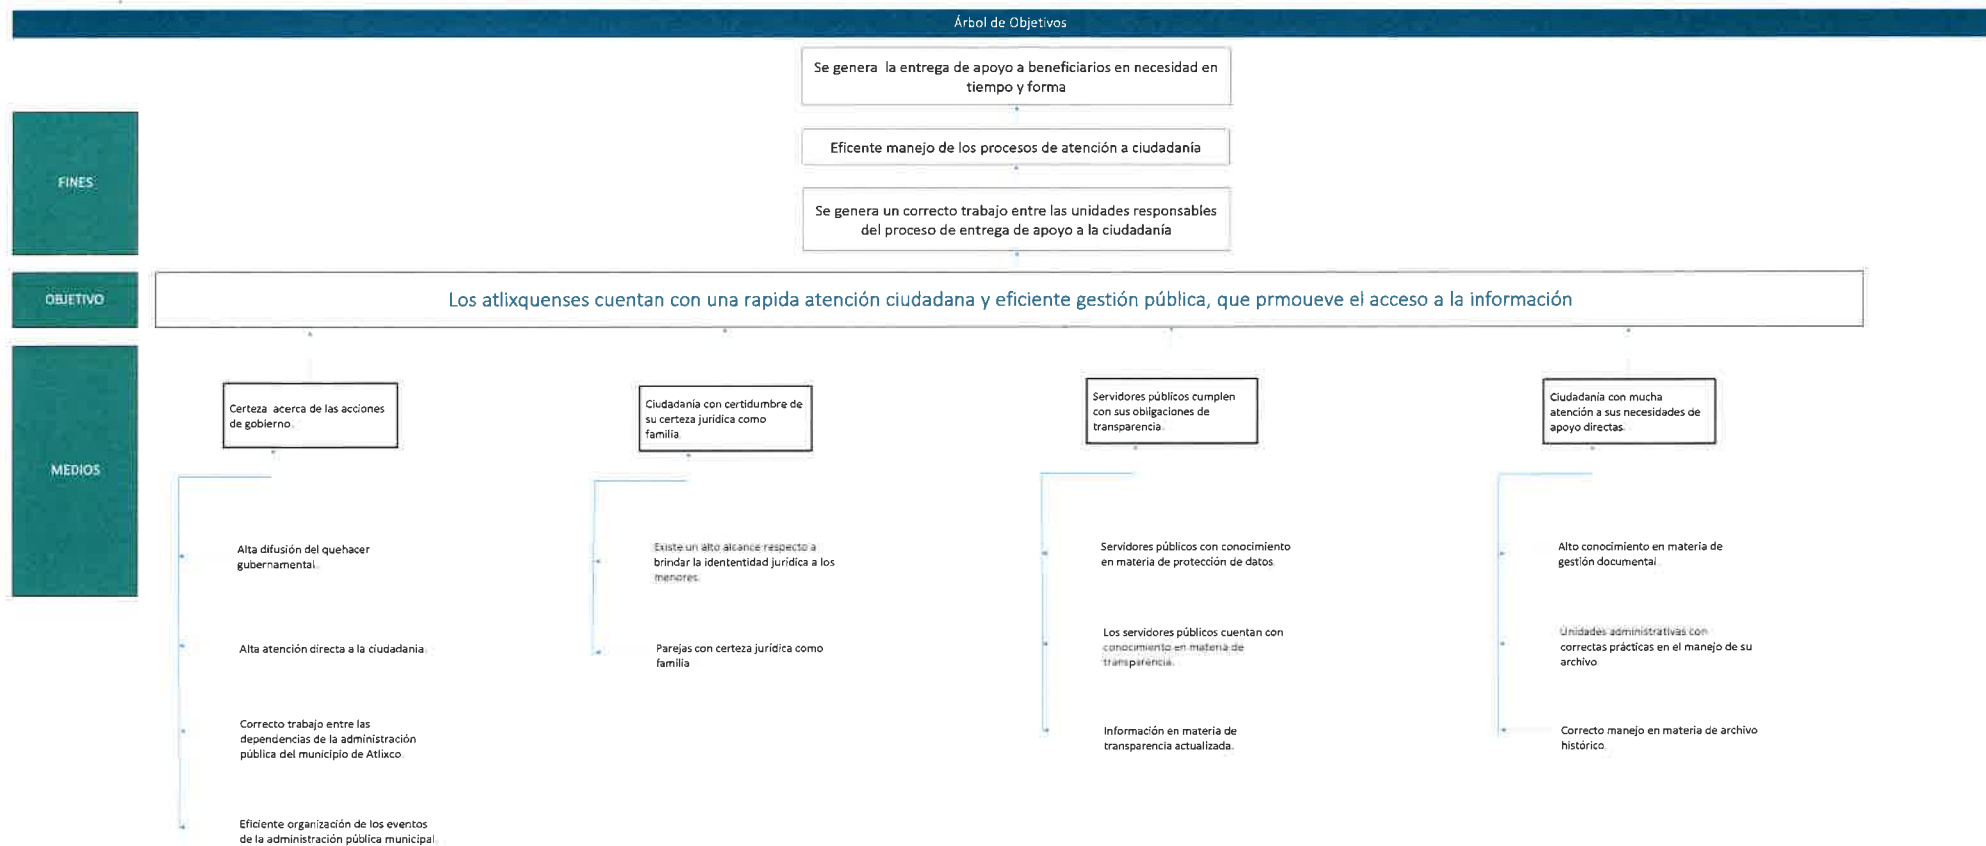 Árbol de Objetivos
Se genera la entrega de apoyo a beneficiarios en necesidad en
tiempo y forma
Eficente manejo de los procesos de atención a ciudadanía
FINES
Se genera un correcto trabajo entre las unidades responsables
del proceso de entrega de apoyo a la ciudadanía
OBJETIVO
Los atlixquenses cuentan con una rapida atención ciudadana y eficiente gestión pública, que prmoueve el acceso a la información
MEDIOS
Certeza acerca de las acciones
de gobierno.
Alta difusión del quehacer
gubernamental.
Alta atención directa a la ciudadania.
Correcto trabajo entre las
dependencias de la administración
pública del municipio de Atlixco.
Eficiente organización de los eventos
de la administración pública municipal.
Ciudadanía con certidumbre de
su certeza jurídica como
familia.
Existe un alto alcance respecto a
brindar la idententidad jurídica a los
menores.
Parejas con certeza jurídica como
familia
Servidores públicos cumplen
con sus obligaciones de
transparencia.
Servidores públicos con conocimiento
en materia de protección de datos.
Los servidores públicos cuentan con
conocimiento en materia de
transparencia.
Información en materia de
transparencia actualizada.
Ciudadanía con mucha
atención a sus necesidades de
apoyo directas.
Alto conocimiento en materia de
gestión documental.
Unidades administrativas con
correctas prácticas en el manejo de su
archivo
Correcto manejo en materia de archivo
histórico.